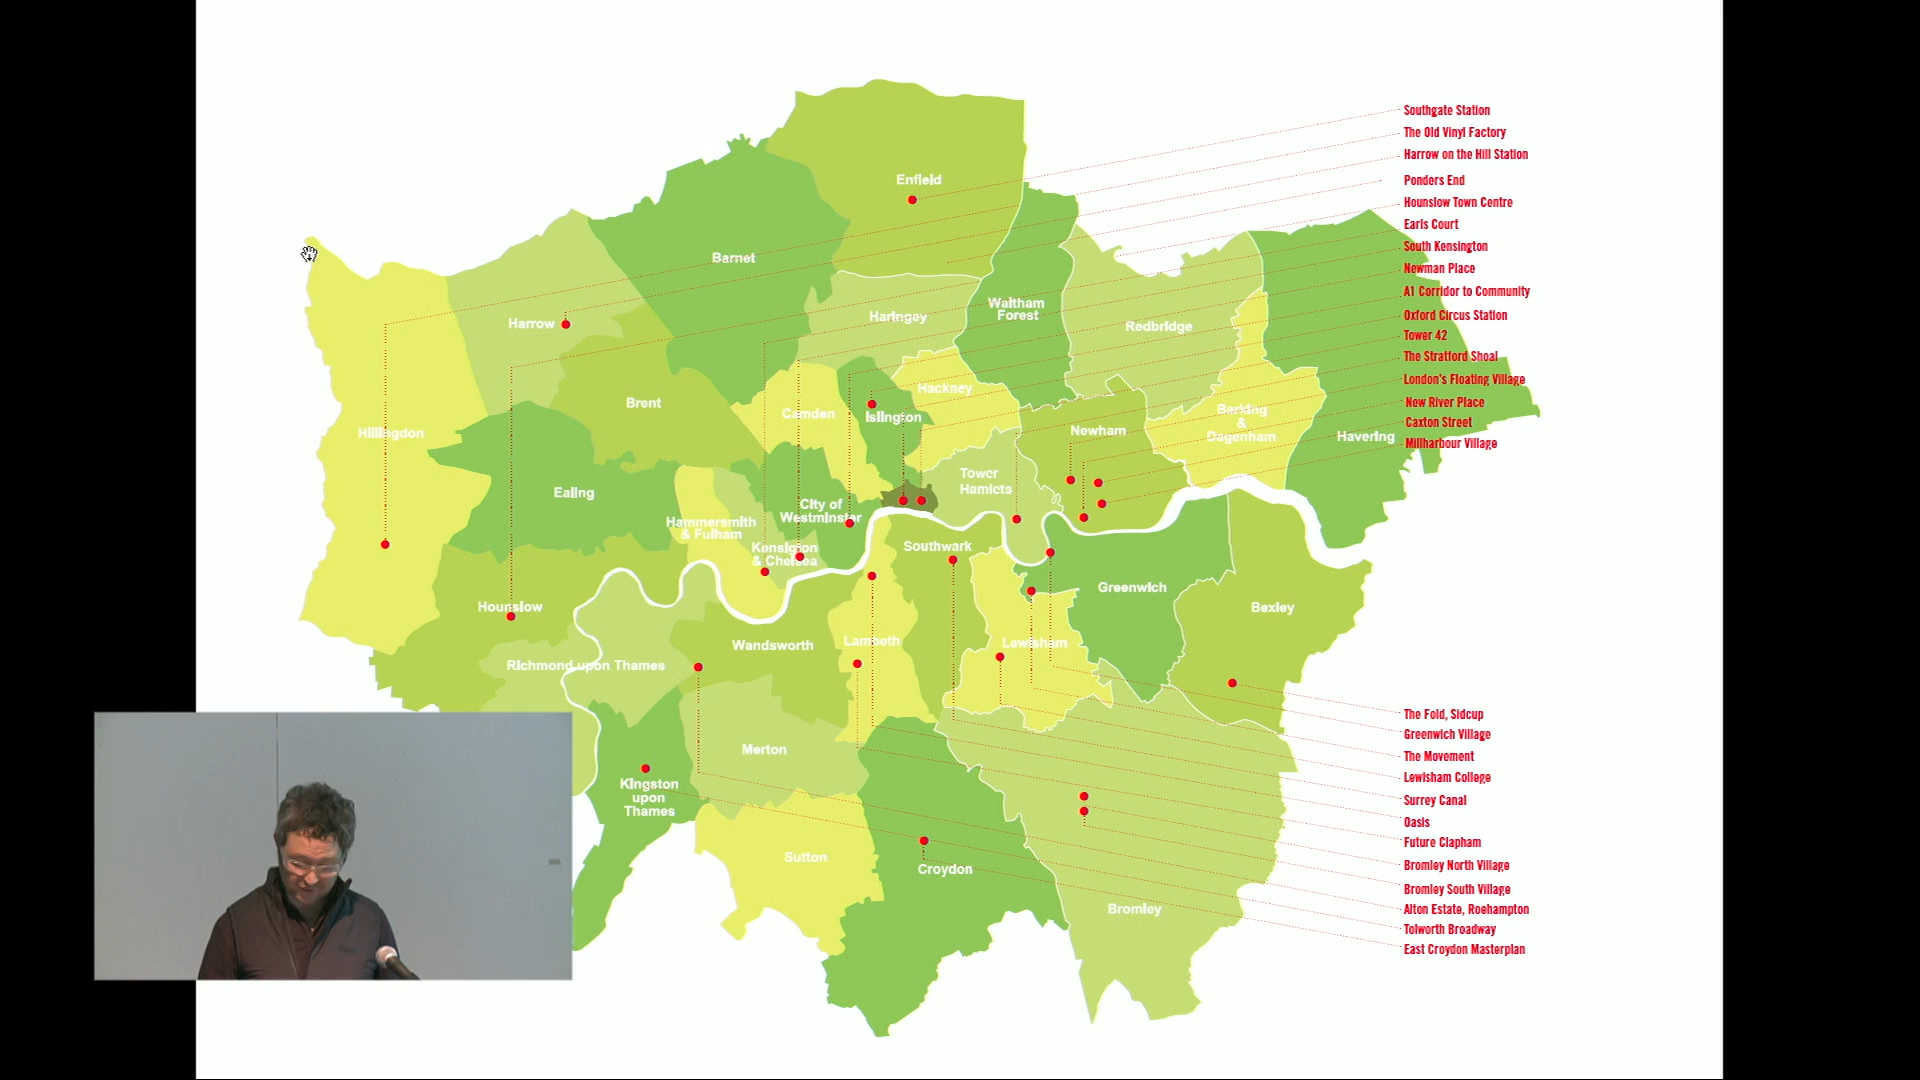 Southgate Station
The Old Vinyl Factory
Harrow on the Hill Station
Ponders End
Hounslow Town Centre
Earls Court
South Kensington
Newman Place
A1 Corridor to Community
Oxford Circus Station
Tower 42
The Stratford Shoal
London's Floating Village
New River Place
Caxton Street
Millharbour Village
Enfield
Barnet
Harrow
Haringey
Waltham
Forest
Redbridge
Hillingdon
Brent
Camden
Islington
Hackney
Newham
Barking
&
Dagenham
Havering
Ealing
Hammersmith
& Fulham
City of
Westminster
Tower
Hamlets
Kensigton
& Chelsea
Southwark
Greenwich
Bexley
Hounslow
Richmond upon Thames
Wandsworth
Lambeth
Lewisham
Merton
Kingston
upon
Thames
Sutton
Croydon
Bromley
The Fold, Sidcup
Greenwich Village
The Movement
Lewisham College
Surrey Canal
Oasis
Future Clapham
Bromley North Village
Bromley South Village
Alton Estate, Roehampton
Tolworth Broadway
East Croydon Masterplan